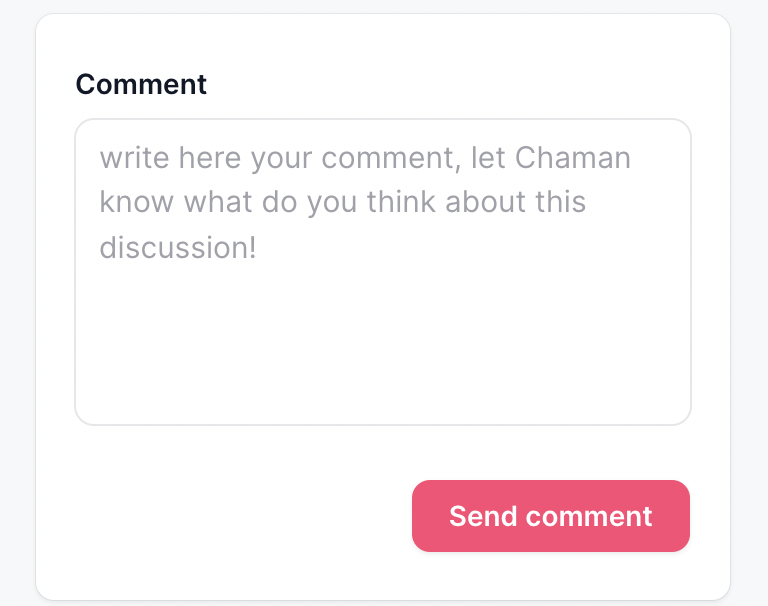 Comment
write here your comment, let Chaman
know what do you think about this
discussion!
Send comment